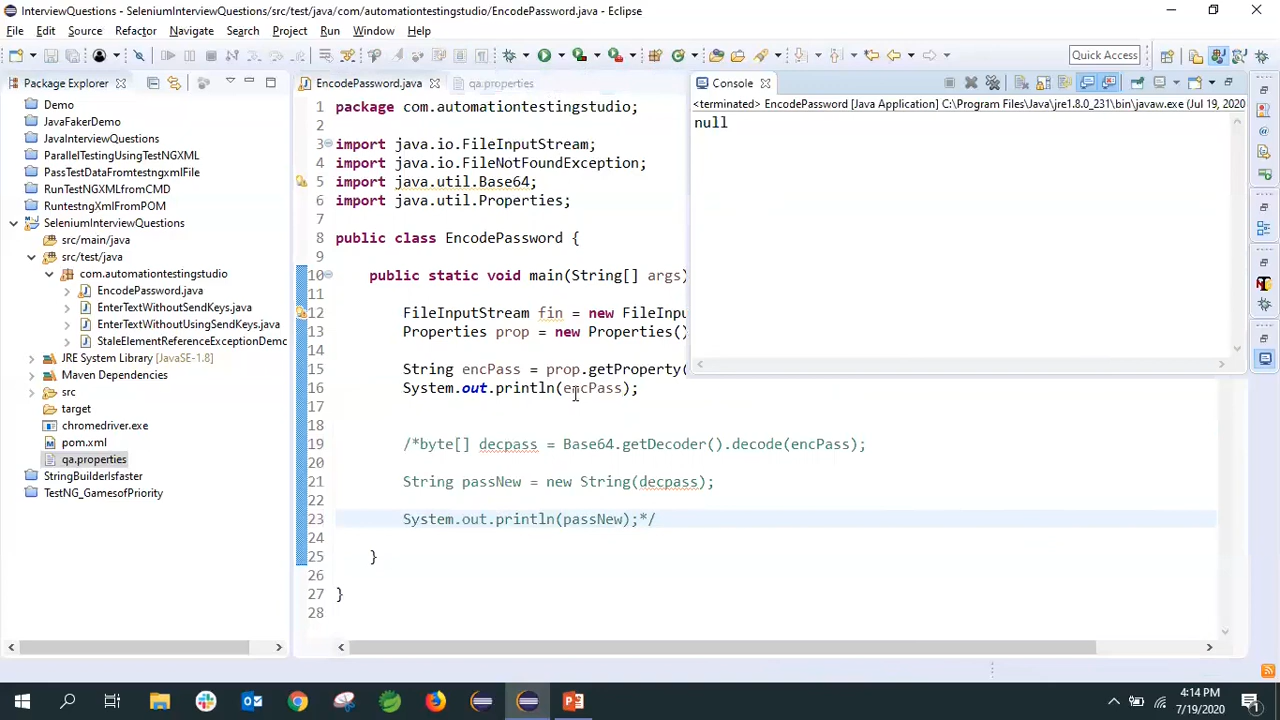 InterviewQuestions - SeleniumInterviewQuestions/src/test/java/com/automationtestingstudio/EncodePassword.java - Eclipse
File Edit Source Refactor Navigate Search Project Run Window Help
Quick Access
Package Explorer
Demo
JavaFakerDemo
JavaInterviewQuestions
ParallelTestingUsingTestNGXML
PassTestDataFromtestngxmlFile
RunTestNGXMLfromCMD
RuntestngXmlFromPOM
SeleniumInterviewQuestions
src/main/java
src/test/java
com.automationtestingstudio
EncodePassword.java
EnterTextWithoutSendKeys.java
EnterTextWithoutUsingSendKeys.java
StaleElementReferenceExceptionDemc
JRE System Library [JavaSE-1.8]
Maven Dependencies
src
target
chromedriver.exe
pom.xml
qa.properties
StringBuilderIsfaster
TestNG_GamesofPriority
EncodePassword.java
qa.properties
1 package com.automationtestingstudio;
2
3 import java.io.FileInputStream;
4 import java.io.FileNotFoundException;
5 import java.util.Base64;
6 import java.util.Properties;
7
8 public class EncodePassword {
9
10 public static void main(String[] args)
11
12 FileInputStream fin = new FileInpu
13 Properties prop = new Properties()
14
15 String encPass = prop.getProperty(
16 System.out.println(encPass);
17
18
19 /*byte[] decpass = Base64.getDecoder().decode(encPass);
20
21 String passNew = new String(decpass);
22
23 System.out.println(passNew);*/
24
25 }
26
27 }
28
Console
<terminated> EncodePassword [Java Application] C:\Program Files\Java\jre1.8.0_231\bin\javaw.exe (Jul 19, 2020
null
4:14 PM
7/19/2020
1